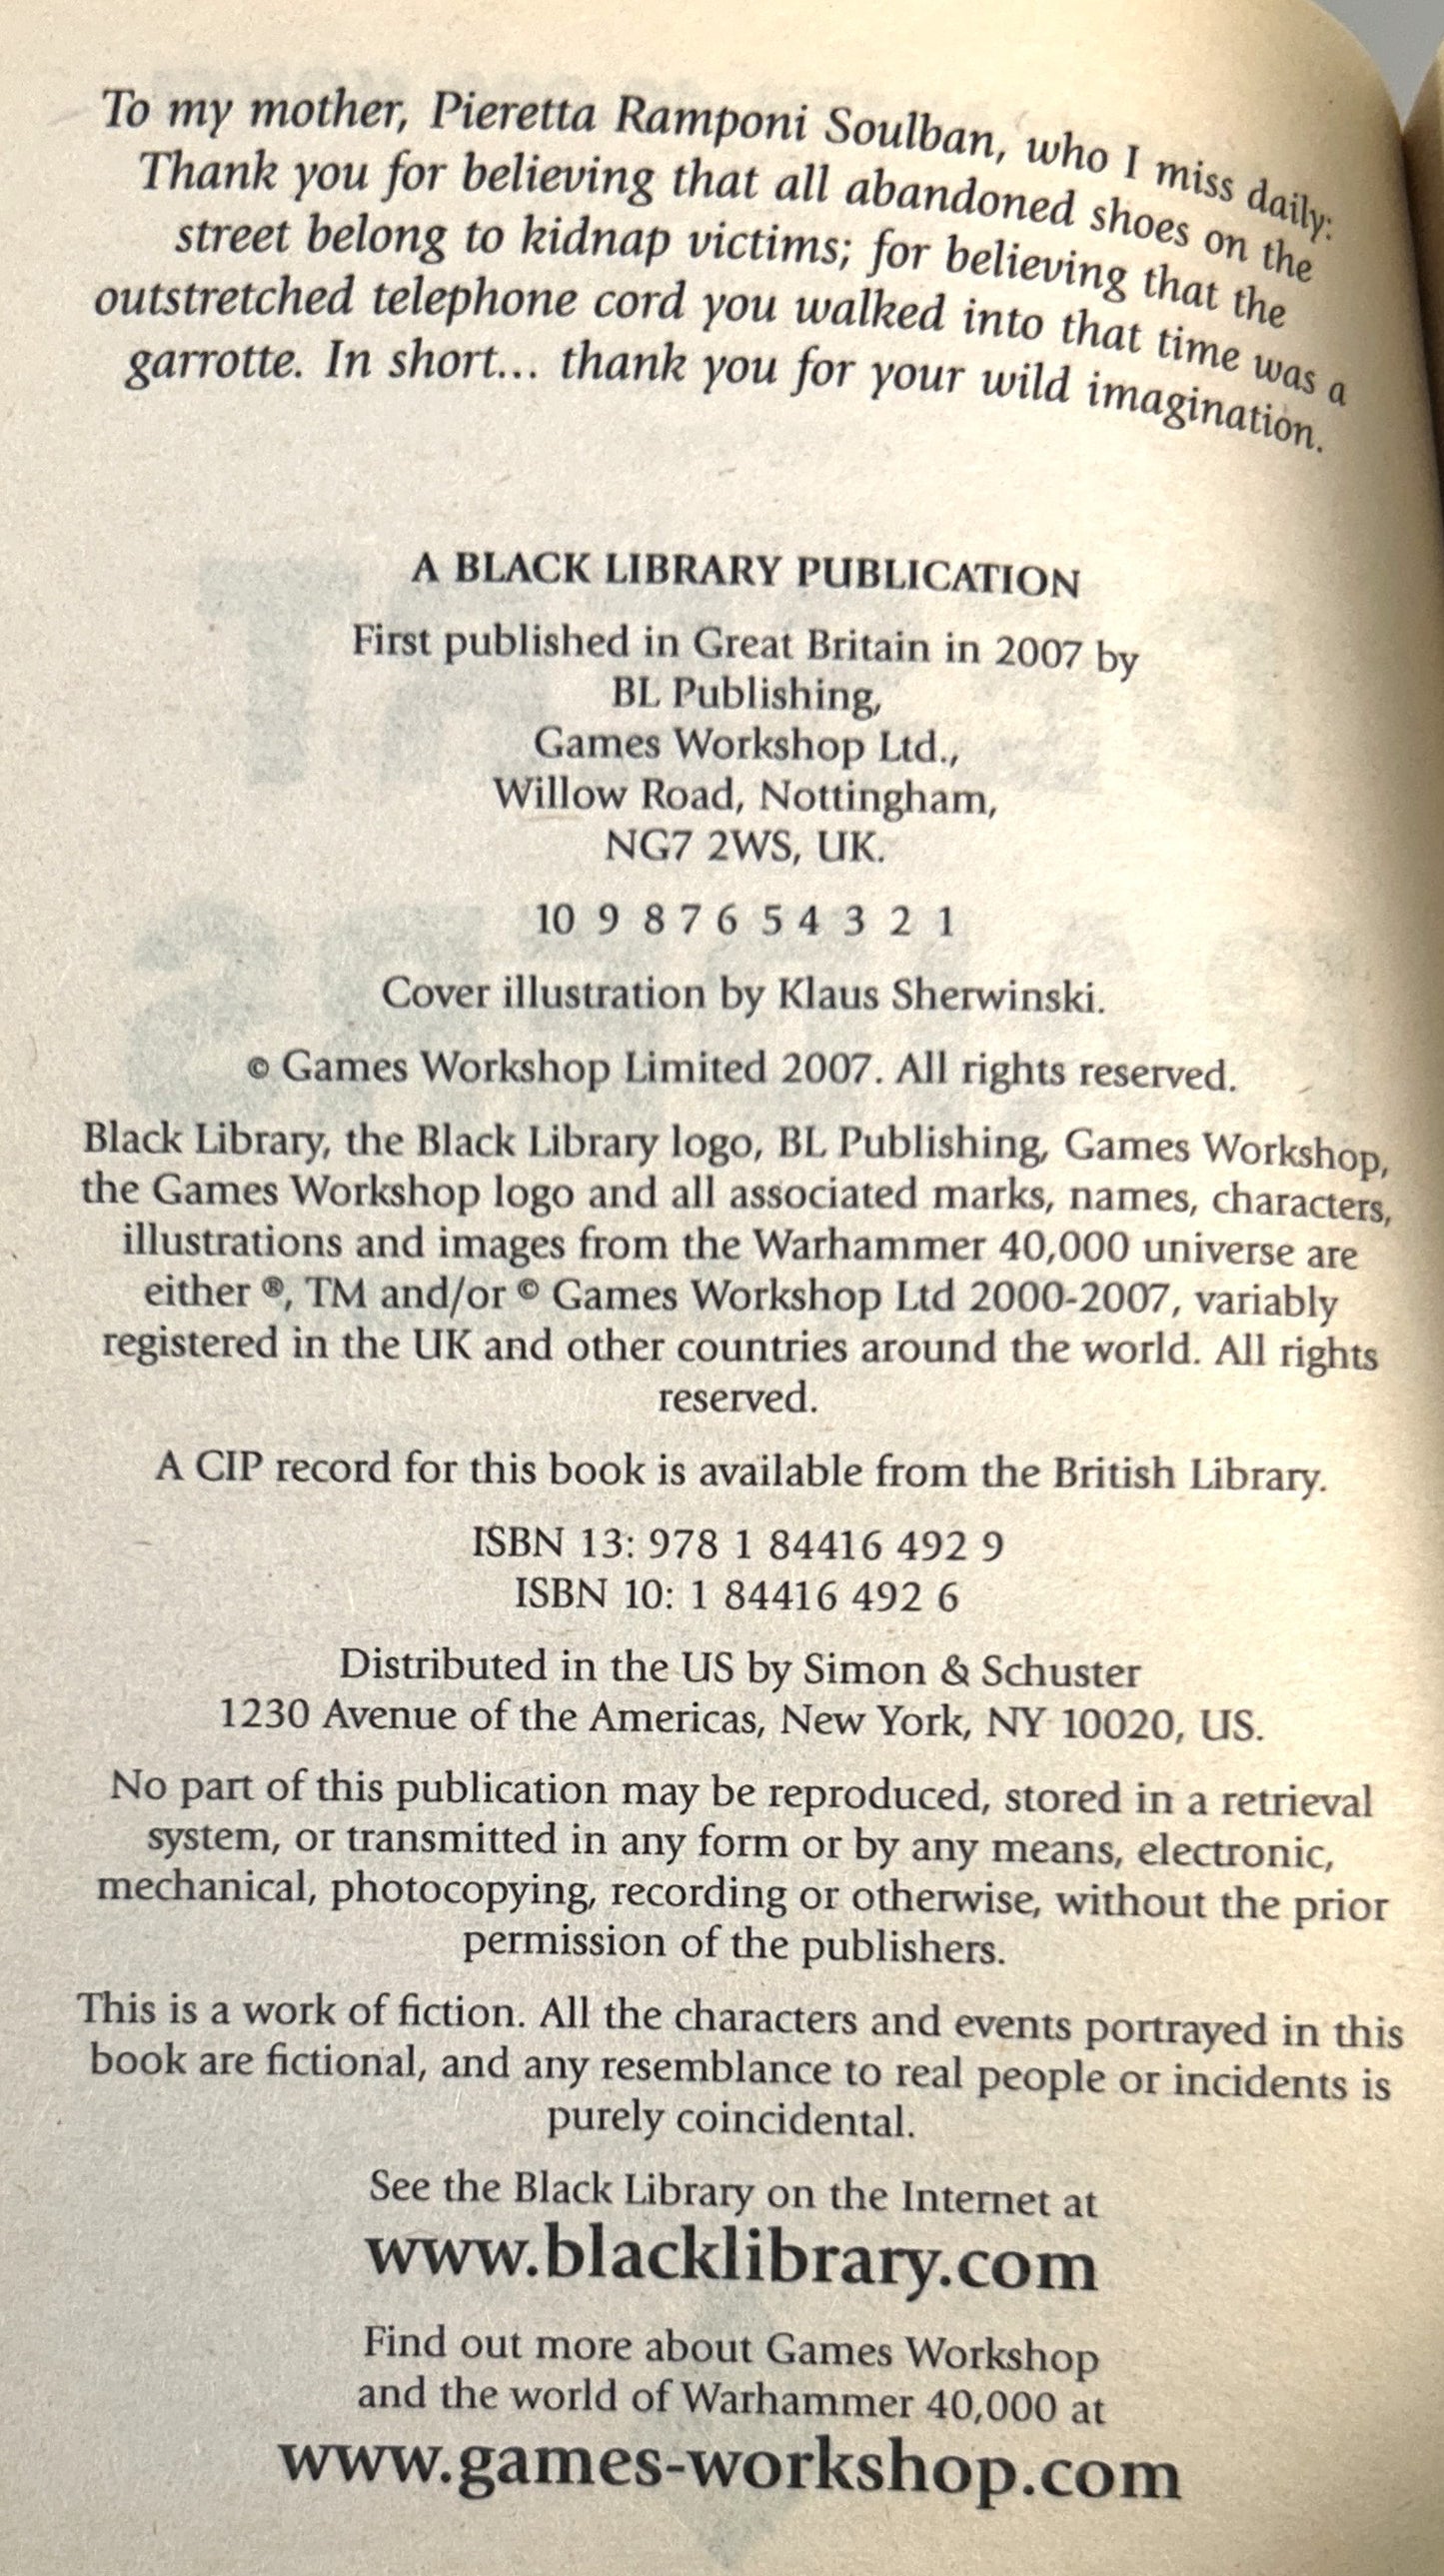 To my mother, Pieretta Ramponi Soulban, who I miss daily:
Thank you for believing that all abandoned shoes on the
street belong to kidnap victims; for believing that the
outstretched telephone cord you walked into that time was a
garrotte. In short... thank you for your wild imagination.
A BLACK LIBRARY PUBLICATION
First published in Great Britain in 2007 by
BL Publishing,
Games Workshop Ltd.,
Willow Road, Nottingham,
NG7 2WS, UK.
10 9 8 7 6 5 4 3 2 1
Cover illustration by Klaus Sherwinski.
© Games Workshop Limited 2007. All rights reserved.
Black Library, the Black Library logo, BL Publishing, Games Workshop,
the Games Workshop logo and all associated marks, names, characters,
illustrations and images from the Warhammer 40,000 universe are
either ®, TM and/or © Games Workshop Ltd 2000-2007, variably
registered in the UK and other countries around the world. All rights
reserved.
A CIP record for this book is available from the British Library.
ISBN 13: 978 1 84416 492 9
ISBN 10: 1 84416 492 6
Distributed in the US by Simon & Schuster
1230 Avenue of the Americas, New York, NY 10020, US.
No part of this publication may be reproduced, stored in a retrieval
system, or transmitted in any form or by any means, electronic,
mechanical, photocopying, recording or otherwise, without the prior
permission of the publishers.
This is a work of fiction. All the characters and events portrayed in this
book are fictional, and any resemblance to real people or incidents is
purely coincidental.
See the Black Library on the Internet at
www.blacklibrary.com
Find out more about Games Workshop
and the world of Warhammer 40,000 at
www.games-workshop.com